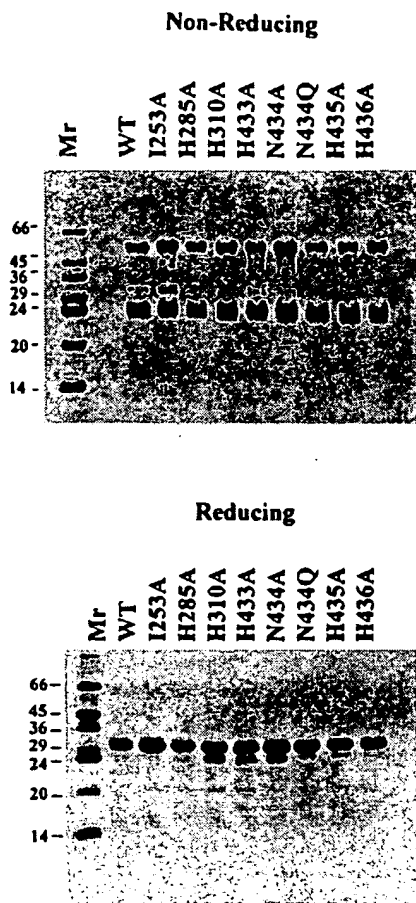 Non-Reducing
Mr
WT
I253A
H285A
H310A
H433A
N434A
N434Q
H435A
H436A
66-
45-
36-
29-
24-
20-
14-
Reducing
Mr
WT
I253A
H285A
H310A
H433A
N434A
N434Q
H435A
H436A
66-
45-
36-
29-
24-
20-
14-